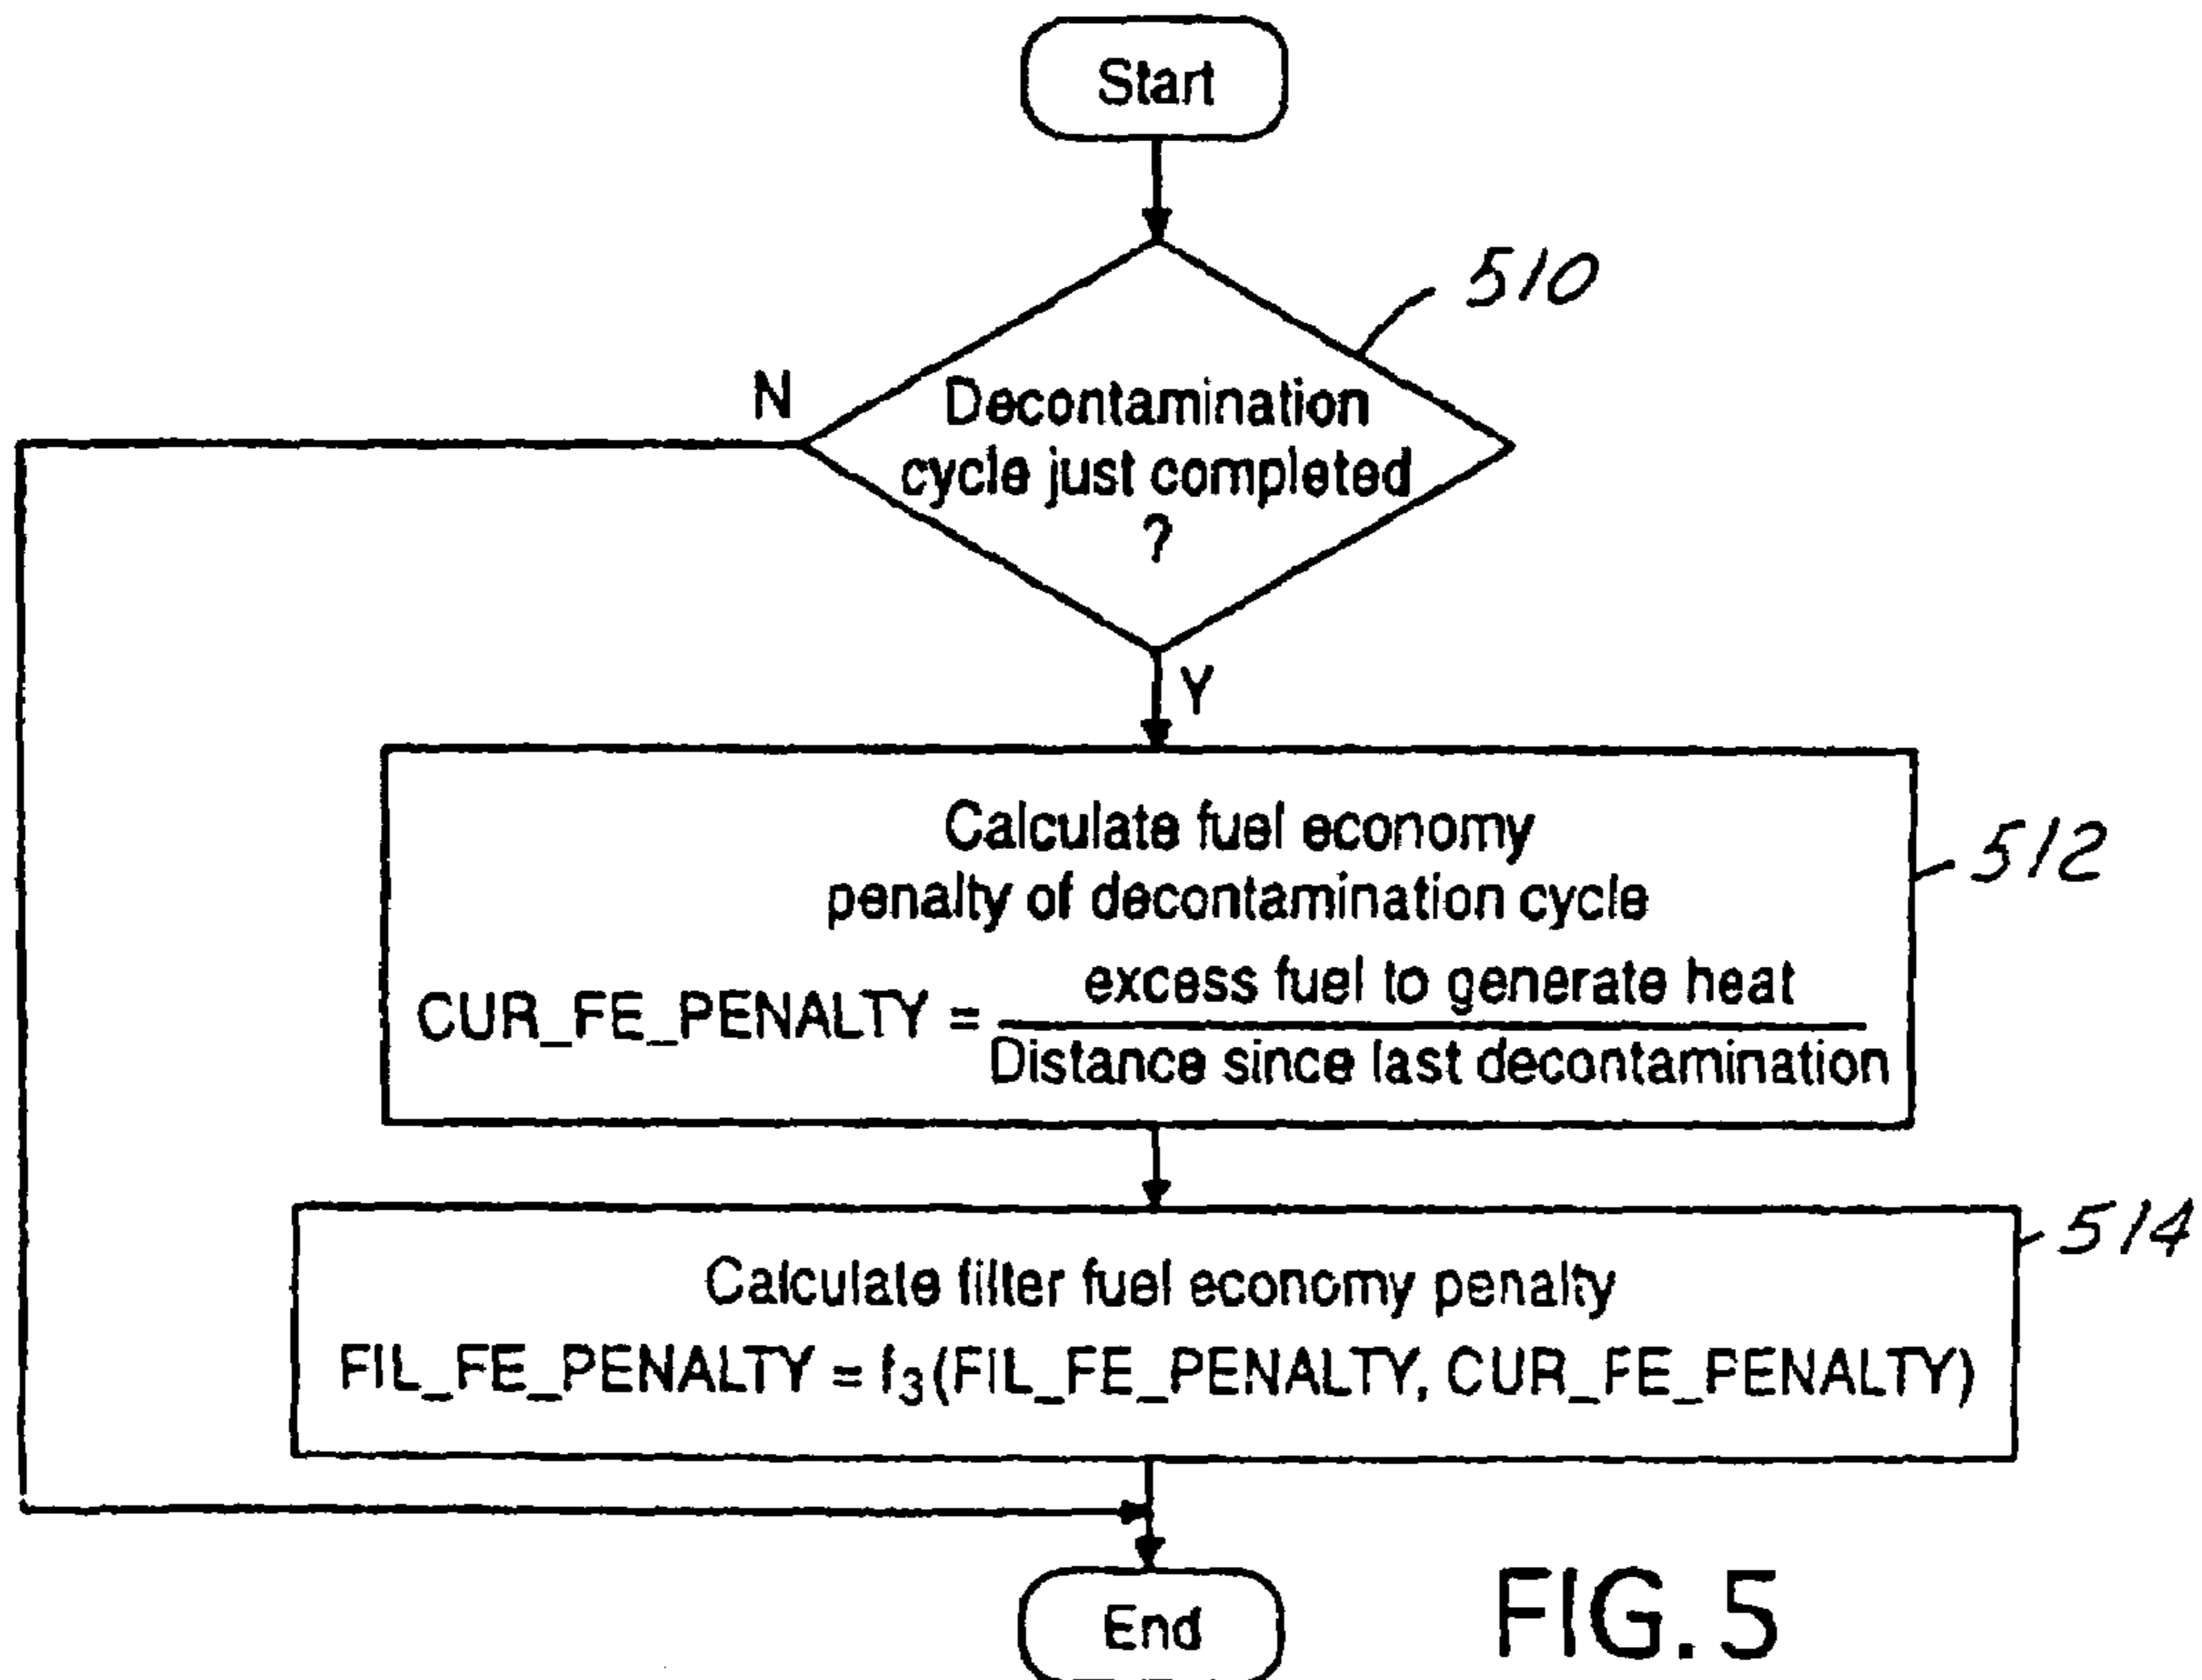 Start
510
N
Decontamination
cycle just completed
?
Y
Calculate fuel economy
penalty of decontamination cycle
512
CUR_FE_PENALTY = excess fuel to generate heat
Distance since last decontamination
514
Calculate filter fuel economy penalty
FIL_FE_PENALTY = f₃(FIL_FE_PENALTY, CUR_FE_PENALTY)
End
FIG. 5